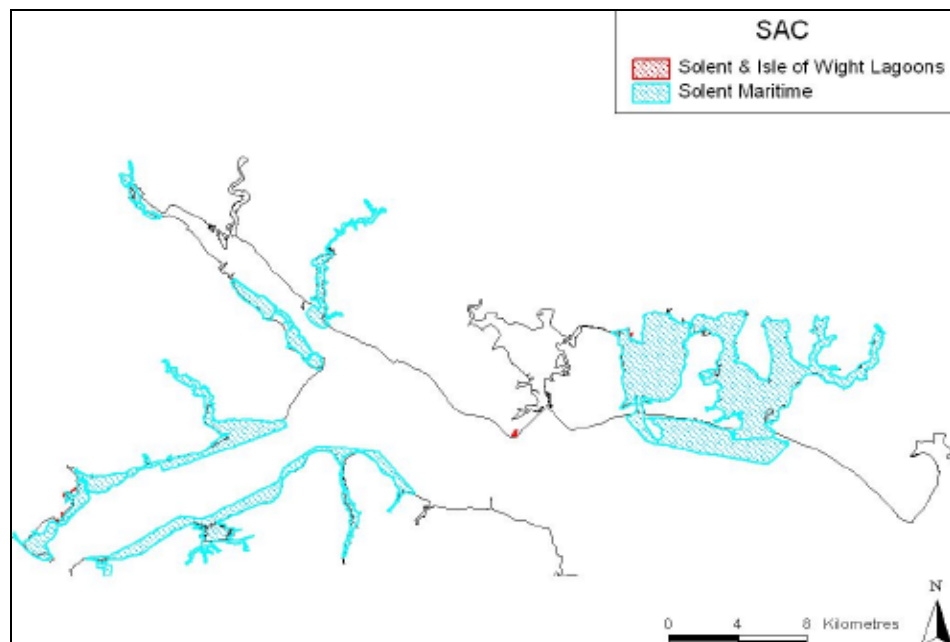 SAC
Solent & Isle of Wight Lagoons
Solent Maritime
N
0 4 8 Kilometres